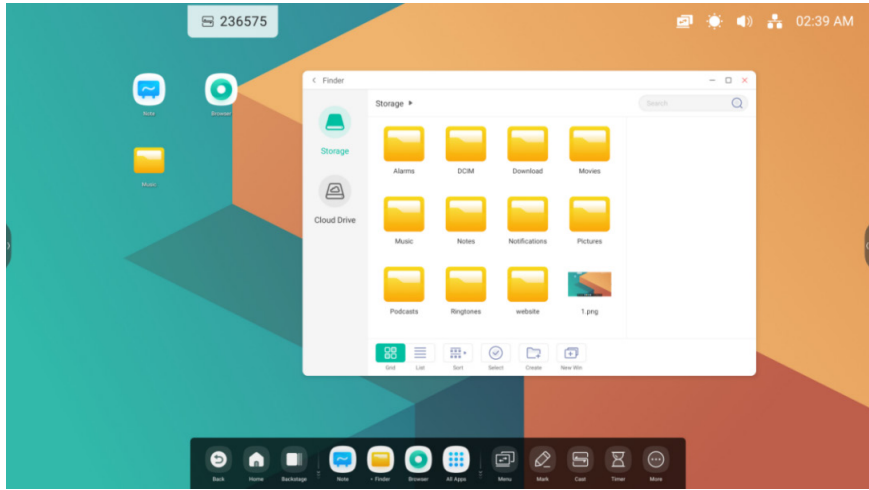 236575
02:39 AM
Note
Browser
Music
Finder
Storage
Search
Storage
Cloud Drive
Alarms
DCIM
Download
Movies
Music
Notes
Notifications
Pictures
Podcasts
Ringtones
website
1.png
Grid
List
Sort
Select
Create
New Win
Back
Home
Backstage
Note
• Finder
Browser
All Apps
Menu
Mark
Cast
Timer
More